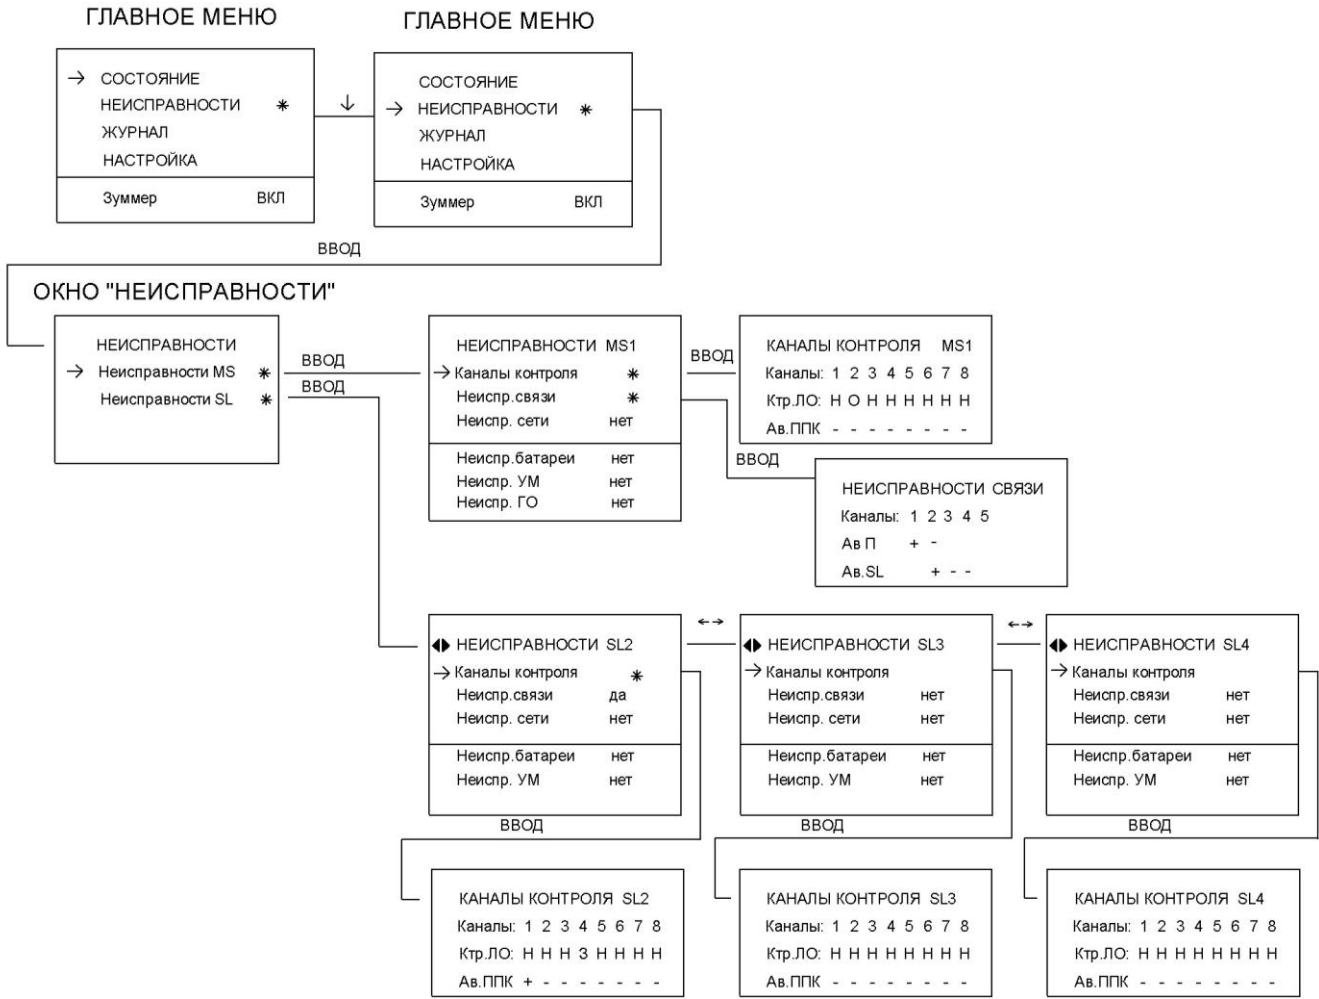 ГЛАВНОЕ МЕНЮ
→ СОСТОЯНИЕ
НЕИСПРАВНОСТИ *
ЖУРНАЛ
НАСТРОЙКА
Зуммер ВКЛ
↓
ГЛАВНОЕ МЕНЮ
СОСТОЯНИЕ
→ НЕИСПРАВНОСТИ *
ЖУРНАЛ
НАСТРОЙКА
Зуммер ВКЛ
ВВОД
ОКНО "НЕИСПРАВНОСТИ"
НЕИСПРАВНОСТИ
→ Неисправности MS *
Неисправности SL *
ВВОД
ВВОД
НЕИСПРАВНОСТИ MS1
→ Каналы контроля *
Неиспр.связи *
Неиспр. сети нет
Неиспр.батареи нет
Неиспр. УМ нет
Неиспр. ГО нет
ВВОД
КАНАЛЫ КОНТРОЛЯ MS1
Каналы: 1 2 3 4 5 6 7 8
Ктр.ЛО: Н О Н Н Н Н Н Н
Ав.ППК - - - - - - - -
ВВОД
НЕИСПРАВНОСТИ СВЯЗИ
Каналы: 1 2 3 4 5
Ав П + -
Ав.SL + - -
◀▶ НЕИСПРАВНОСТИ SL2
→ Каналы контроля *
Неиспр.связи да
Неиспр. сети нет
Неиспр.батареи нет
Неиспр. УМ нет
←→
◀▶ НЕИСПРАВНОСТИ SL3
→ Каналы контроля
Неиспр.связи нет
Неиспр. сети нет
Неиспр.батареи нет
Неиспр. УМ нет
←→
◀▶ НЕИСПРАВНОСТИ SL4
→ Каналы контроля
Неиспр.связи нет
Неиспр. сети нет
Неиспр.батареи нет
Неиспр. УМ нет
ВВОД
ВВОД
ВВОД
КАНАЛЫ КОНТРОЛЯ SL2
Каналы: 1 2 3 4 5 6 7 8
Ктр.ЛО: Н Н Н З Н Н Н Н
Ав.ППК + - - - - - - -
КАНАЛЫ КОНТРОЛЯ SL3
Каналы: 1 2 3 4 5 6 7 8
Ктр.ЛО: Н Н Н Н Н Н Н Н
Ав.ППК - - - - - - - -
КАНАЛЫ КОНТРОЛЯ SL4
Каналы: 1 2 3 4 5 6 7 8
Ктр.ЛО: Н Н Н Н Н Н Н Н
Ав.ППК - - - - - - - -